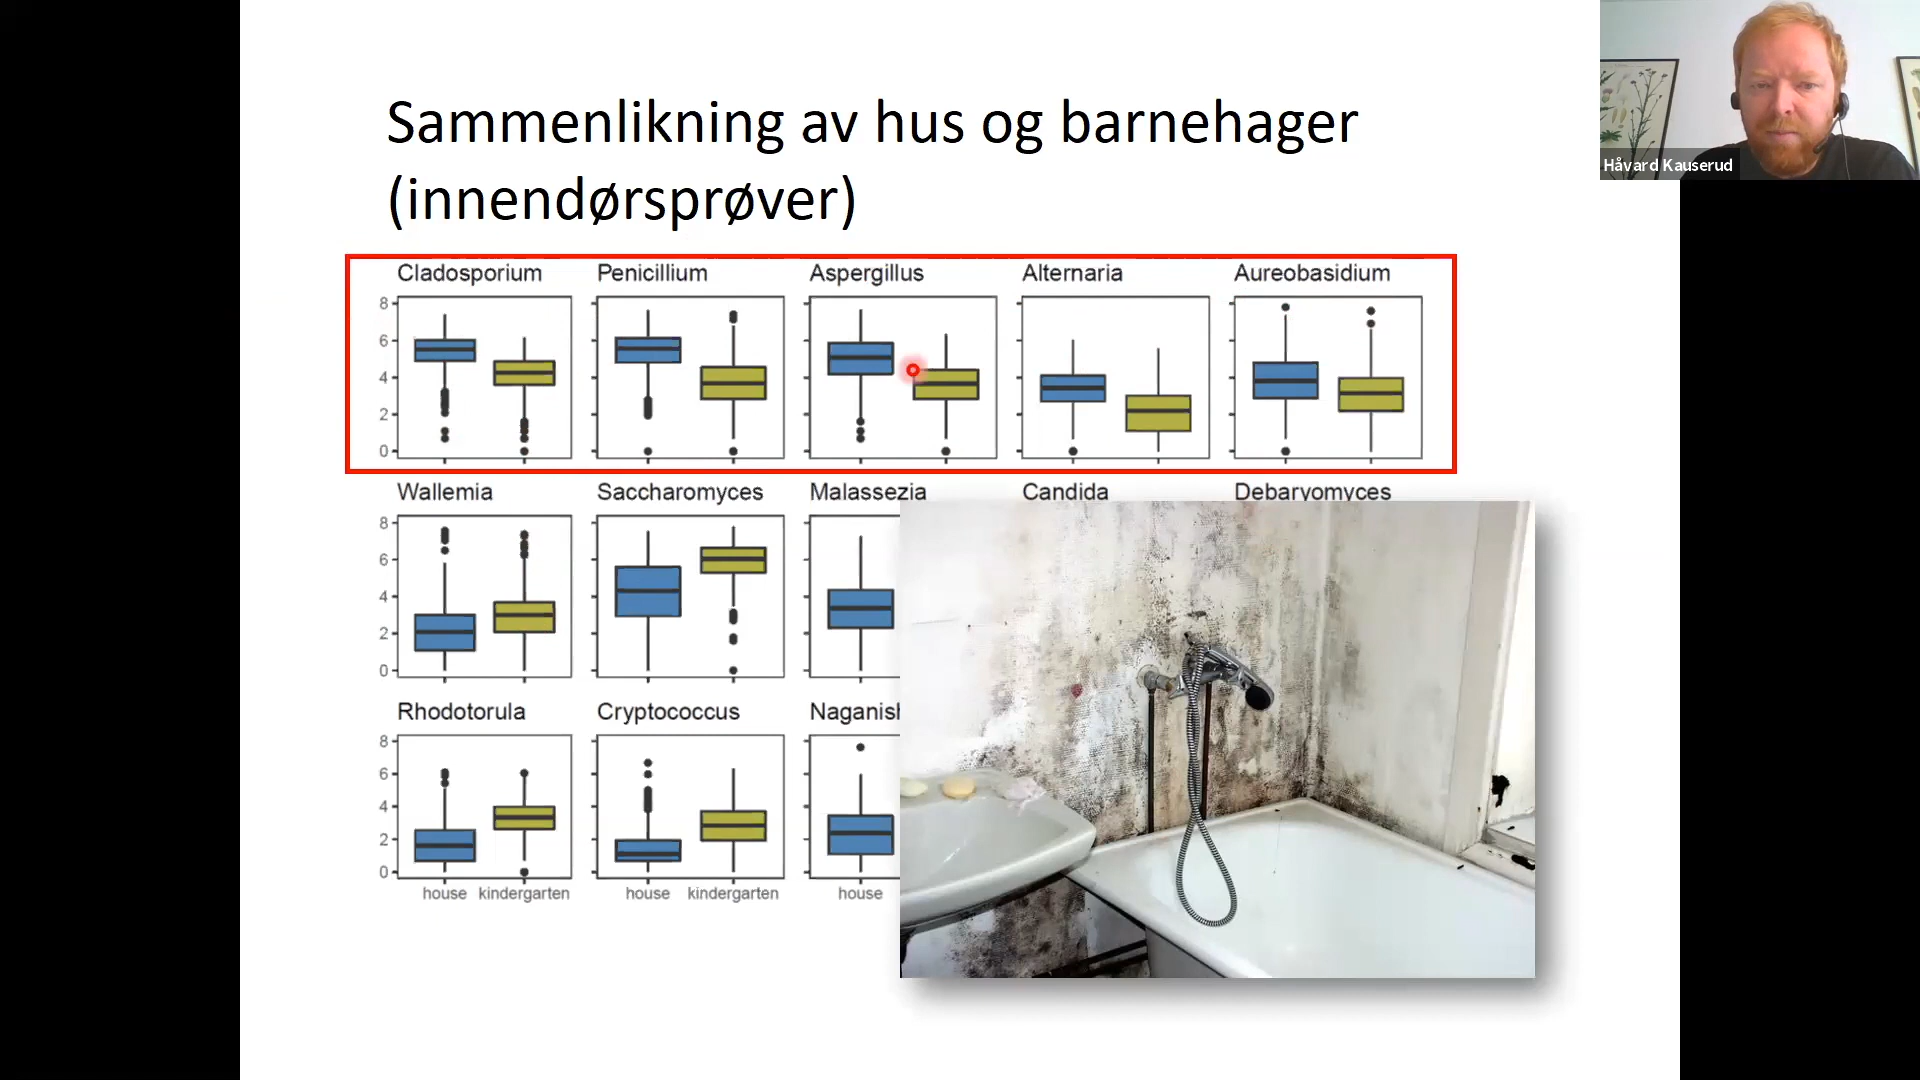 Sammenlikning av hus og barnehager
(innendørsprøver)
Håvard Kauserud
Cladosporium Penicillium Aspergillus Alternaria Aureobasidium
8
6
4
2
0
Wallemia Saccharomyces Malassezia Candida Debaryomyces
8
6
4
2
0
Rhodotorula Cryptococcus
8
6
4
2
0
house kindergarten house kindergarten house